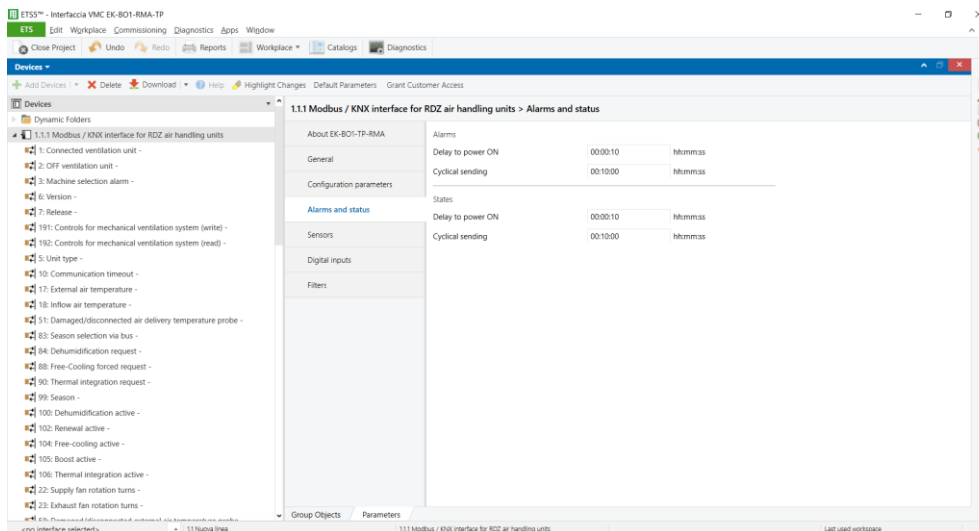 ETS5™ - Interfaccia VMC EK-BO1-RMA-TP
ETS Edit Workplace Commissioning Diagnostics Apps Window
Close Project Undo Redo Reports Workplace Catalogs Diagnostics
Devices
Add Devices Delete Download Help Highlight Changes Default Parameters Grant Customer Access
Devices
Dynamic Folders
1.1.1 Modbus / KNX interface for RDZ air handling units
1: Connected ventilation unit -
2: OFF ventilation unit -
3: Machine selection alarm -
6: Version -
7: Release -
191: Controls for mechanical ventilation system (write) -
192: Controls for mechanical ventilation system (read) -
5: Unit type -
10: Communication timeout -
17: External air temperature -
18: Inflow air temperature -
51: Damaged/disconnected air delivery temperature probe -
83: Season selection via bus -
84: Dehumidification request -
88: Free-Cooling forced request -
90: Thermal integration request -
99: Season -
100: Dehumidification active -
102: Renewal active -
104: Free-cooling active -
105: Boost active -
106: Thermal integration active -
22: Supply fan rotation turns -
23: Exhaust fan rotation turns -
1.1.1 Modbus / KNX interface for RDZ air handling units > Alarms and status
About EK-BO1-TP-RMA
General
Configuration parameters
Alarms and status
Sensors
Digital inputs
Filters
Alarms
Delay to power ON 00:00:10 hh:mm:ss
Cyclical sending 00:10:00 hh:mm:ss
States
Delay to power ON 00:00:10 hh:mm:ss
Cyclical sending 00:10:00 hh:mm:ss
Group Objects Parameters
<no interface selected> 1.1 Nuova linea 1.1.1 Modbus / KNX interface for RDZ air handling units Last used workspace